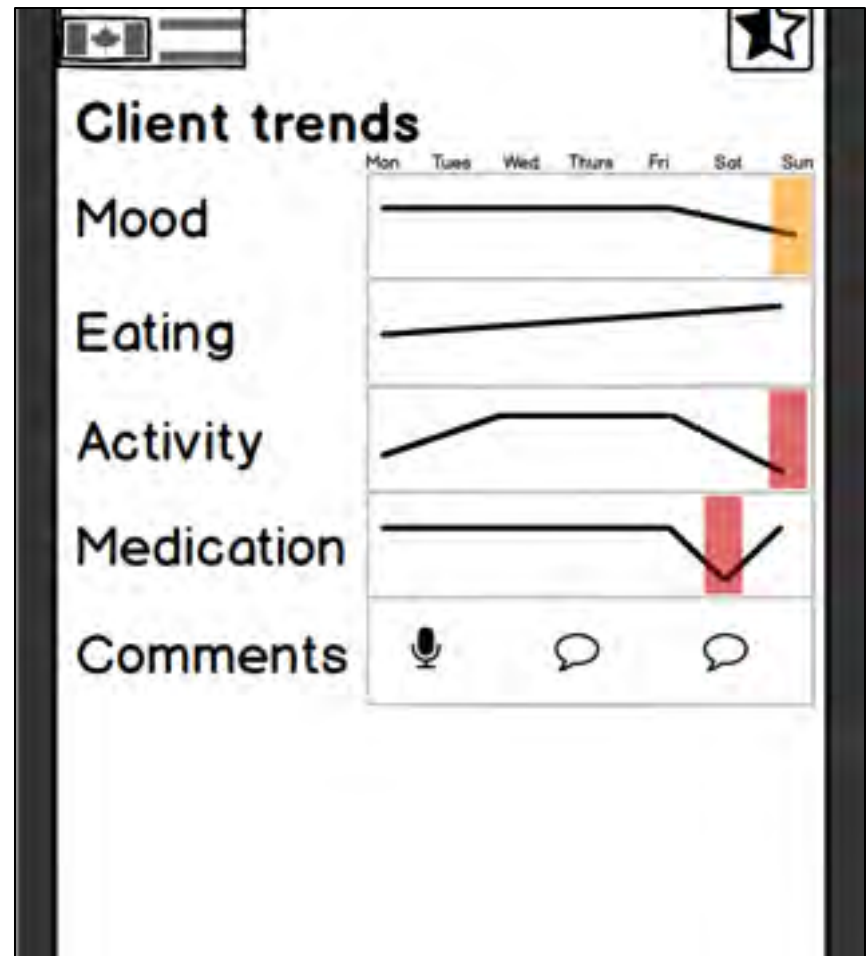 Client trends
Mon Tues Wed Thurs Fri Sat Sun
Mood
Eating
Activity
Medication
Comments